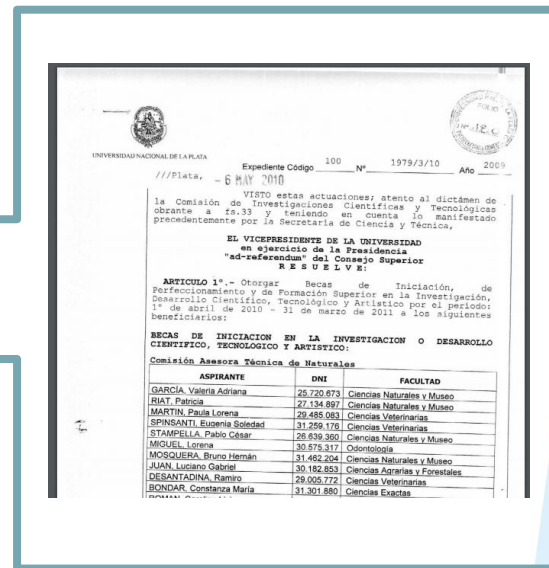 FOLIO
UNIVERSIDAD NACIONAL DE LA PLATA
Expediente Código 100 Nº 1979/3/10 Año 2009
///Plata, - 6 MAY 2010
VISTO estas actuaciones; atento al dictámen de
la Comisión de Investigaciones Científicas y Tecnológicas
obrante a fs.33 y teniendo en cuenta lo manifestado
precedentemente por la Secretaría de Ciencia y Técnica,
EL VICEPRESIDENTE DE LA UNIVERSIDAD
en ejercicio de la Presidencia
"ad-referendum" del Consejo Superior
R E S U E L V E:
ARTICULO 1º.- Otorgar Becas de Iniciación, de
Perfeccionamiento y de Formación Superior en la Investigación,
Desarrollo Científico, Tecnológico y Artístico por el período:
1º de abril de 2010 - 31 de marzo de 2011 a los siguientes
beneficiarios:
BECAS DE INICIACION EN LA INVESTIGACION O DESARROLLO
CIENTIFICO, TECNOLOGICO Y ARTISTICO:
Comisión Asesora Técnica de Naturales
ASPIRANTE DNI FACULTAD
GARCÍA, Valeria Adriana 25.720.673 Ciencias Naturales y Museo
RIAT, Patricia 27.134.897 Ciencias Naturales y Museo
MARTIN, Paula Lorena 29.485.083 Ciencias Veterinarias
SPINSANTI, Eugenia Soledad 31.259.176 Ciencias Veterinarias
STAMPELLA, Pablo César 26.639.360 Ciencias Naturales y Museo
MIGUEL, Lorena 30.575.317 Odontología
MOSQUERA, Bruno Hernán 31.462.204 Ciencias Naturales y Museo
JUAN, Luciano Gabriel 30.182.853 Ciencias Agrarias y Forestales
DESANTADINA, Ramiro 29.005.772 Ciencias Veterinarias
BONDAR, Constanza María 31.301.880 Ciencias Exactas